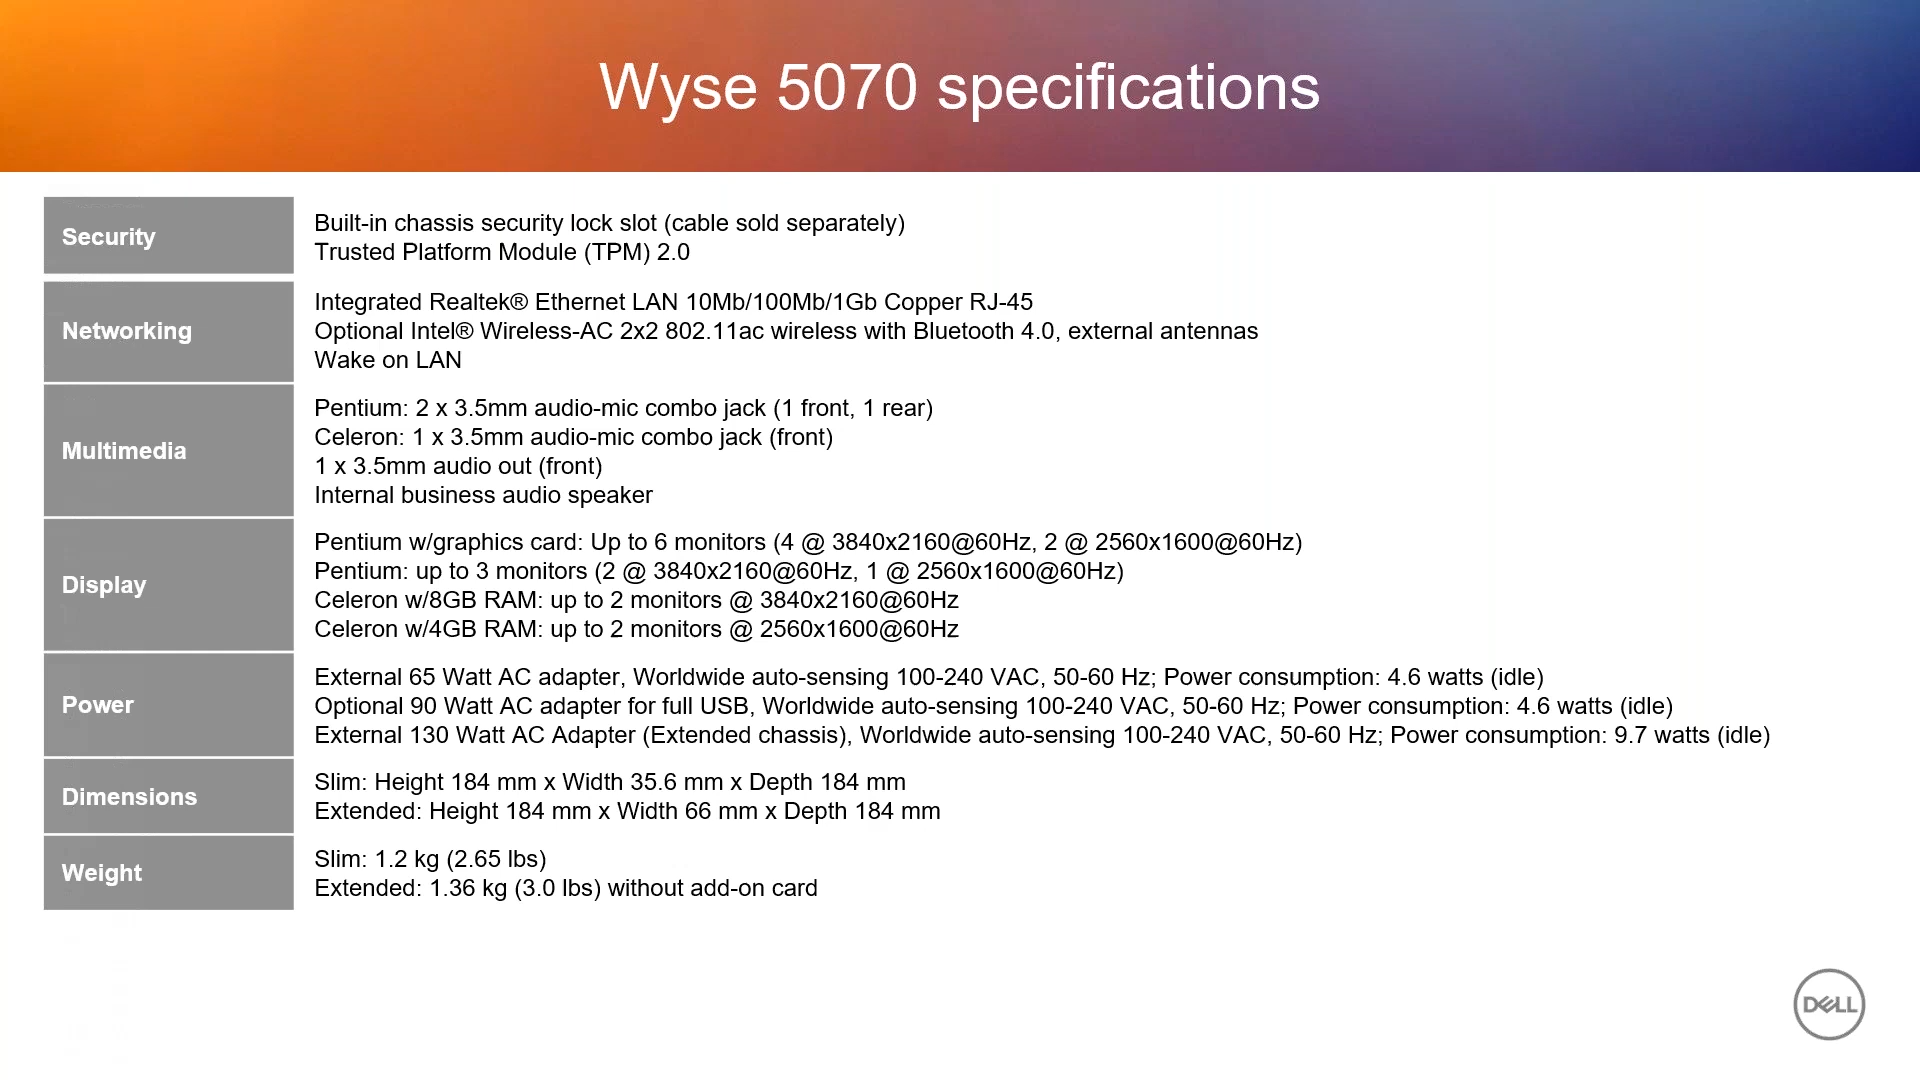 Wyse 5070 specifications
Security
Built-in chassis security lock slot (cable sold separately)
Trusted Platform Module (TPM) 2.0
Networking
Integrated Realtek® Ethernet LAN 10Mb/100Mb/1Gb Copper RJ-45
Optional Intel® Wireless-AC 2x2 802.11ac wireless with Bluetooth 4.0, external antennas
Wake on LAN
Multimedia
Pentium: 2 x 3.5mm audio-mic combo jack (1 front, 1 rear)
Celeron: 1 x 3.5mm audio-mic combo jack (front)
1 x 3.5mm audio out (front)
Internal business audio speaker
Display
Pentium w/graphics card: Up to 6 monitors (4 @ 3840x2160@60Hz, 2 @ 2560x1600@60Hz)
Pentium: up to 3 monitors (2 @ 3840x2160@60Hz, 1 @ 2560x1600@60Hz)
Celeron w/8GB RAM: up to 2 monitors @ 3840x2160@60Hz
Celeron w/4GB RAM: up to 2 monitors @ 2560x1600@60Hz
Power
External 65 Watt AC adapter, Worldwide auto-sensing 100-240 VAC, 50-60 Hz; Power consumption: 4.6 watts (idle)
Optional 90 Watt AC adapter for full USB, Worldwide auto-sensing 100-240 VAC, 50-60 Hz; Power consumption: 4.6 watts (idle)
External 130 Watt AC Adapter (Extended chassis), Worldwide auto-sensing 100-240 VAC, 50-60 Hz; Power consumption: 9.7 watts (idle)
Dimensions
Slim: Height 184 mm x Width 35.6 mm x Depth 184 mm
Extended: Height 184 mm x Width 66 mm x Depth 184 mm
Weight
Slim: 1.2 kg (2.65 lbs)
Extended: 1.36 kg (3.0 lbs) without add-on card
DELL